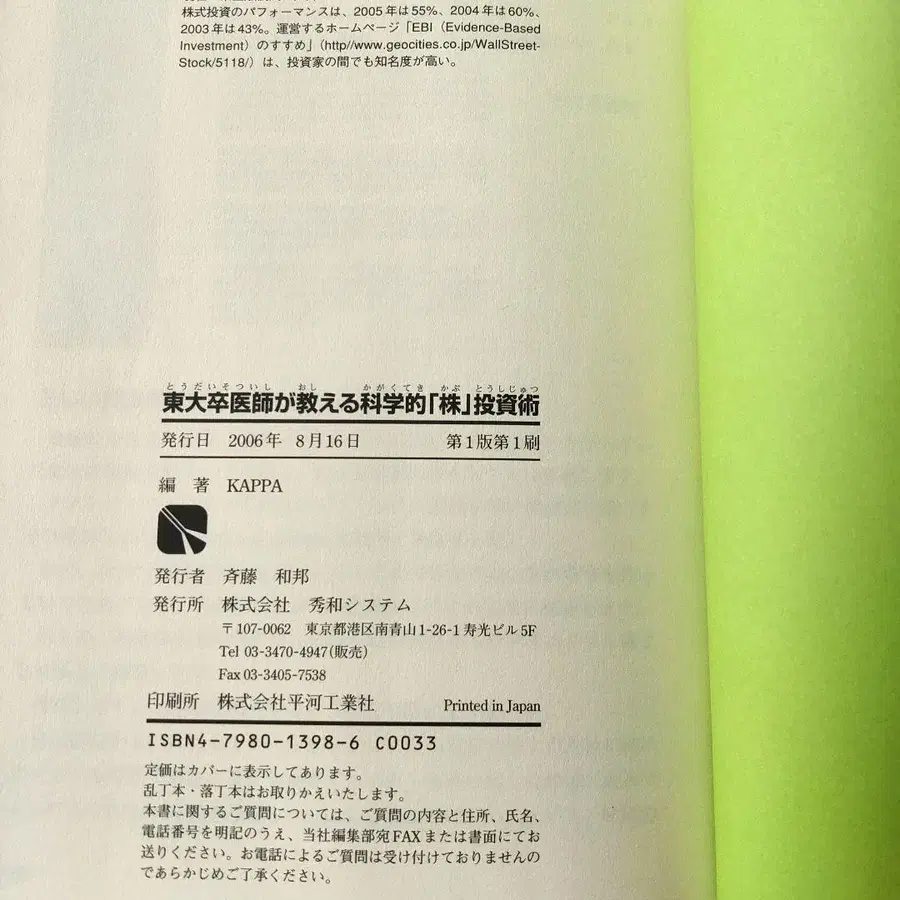 株式投資のパフォーマンスは、2005年は55%、2004年は60%、
2003年は43%。運営するホームページ「EBI（Evidence-Based
Investment）のすすめ」（http//www.geocities.co.jp/WallStreet-
Stock/5118/）は、投資家の間でも知名度が高い。
とうだいそついし おし かがくてき かぶ とうしじゅつ
東大卒医師が教える科学的「株」投資術
発行日 2006年 8月16日 第1版第1刷
編 著 KAPPA
発行者 斉藤 和邦
発行所 株式会社 秀和システム
〒107-0062 東京都港区南青山1-26-1 寿光ビル5F
Tel 03-3470-4947(販売)
Fax 03-3405-7538
印刷所 株式会社平河工業社 Printed in Japan
ISBN4-7980-1398-6 C0033
定価はカバーに表示してあります。
乱丁本・落丁本はお取りかえいたします。
本書に関するご質問については、ご質問の内容と住所、氏名、
電話番号を明記のうえ、当社編集部宛FAXまたは書面にてお
送りください。お電話によるご質問は受け付けておりませんの
であらかじめご了承ください。